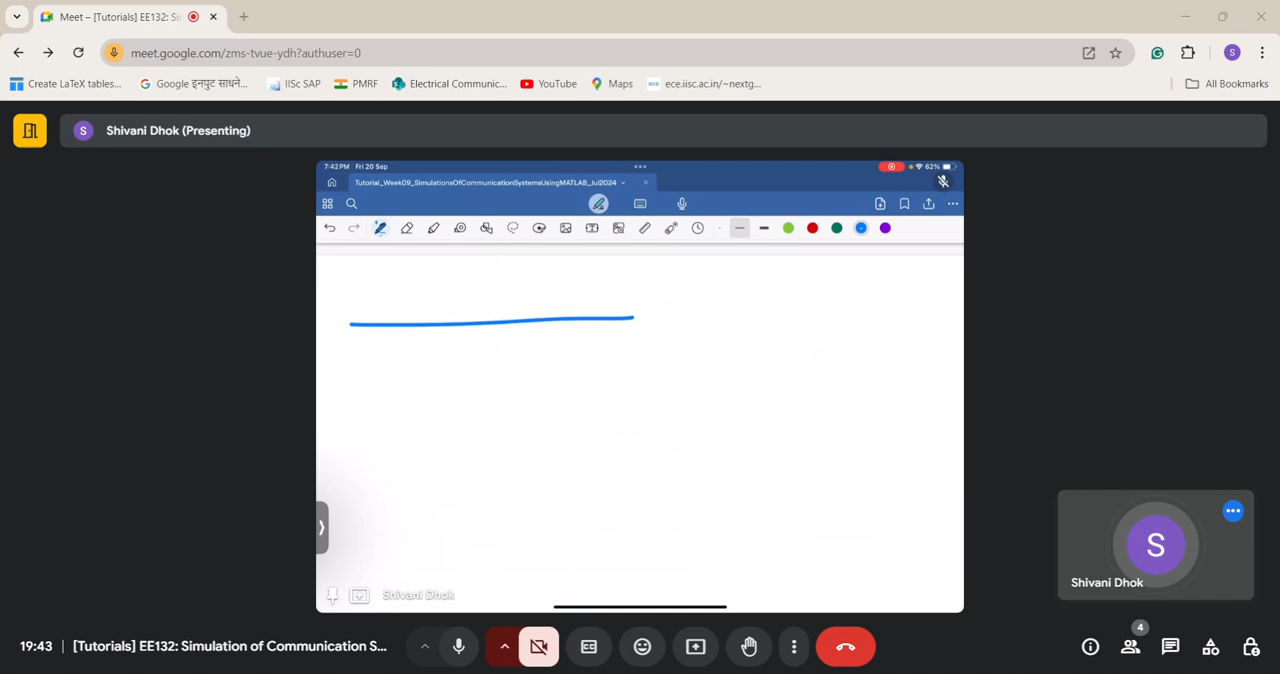 Meet – [Tutorials] EE132: Si
meet.google.com/zms-tvue-ydh?authuser=0
S
Create LaTeX tables... Google इनपुट साधने... IISc SAP PMRF Electrical Communic... YouTube Maps ece.iisc.ac.in/~nextg... All Bookmarks
S Shivani Dhok (Presenting)
7:42 PM Fri 20 Sep 62%
Tutorial_Week09_SimulationsOfCommunicationSystemsUsingMATLAB_Jul2024
Shivani Dhok
S
Shivani Dhok
4
19:43 | [Tutorials] EE132: Simulation of Communication S...